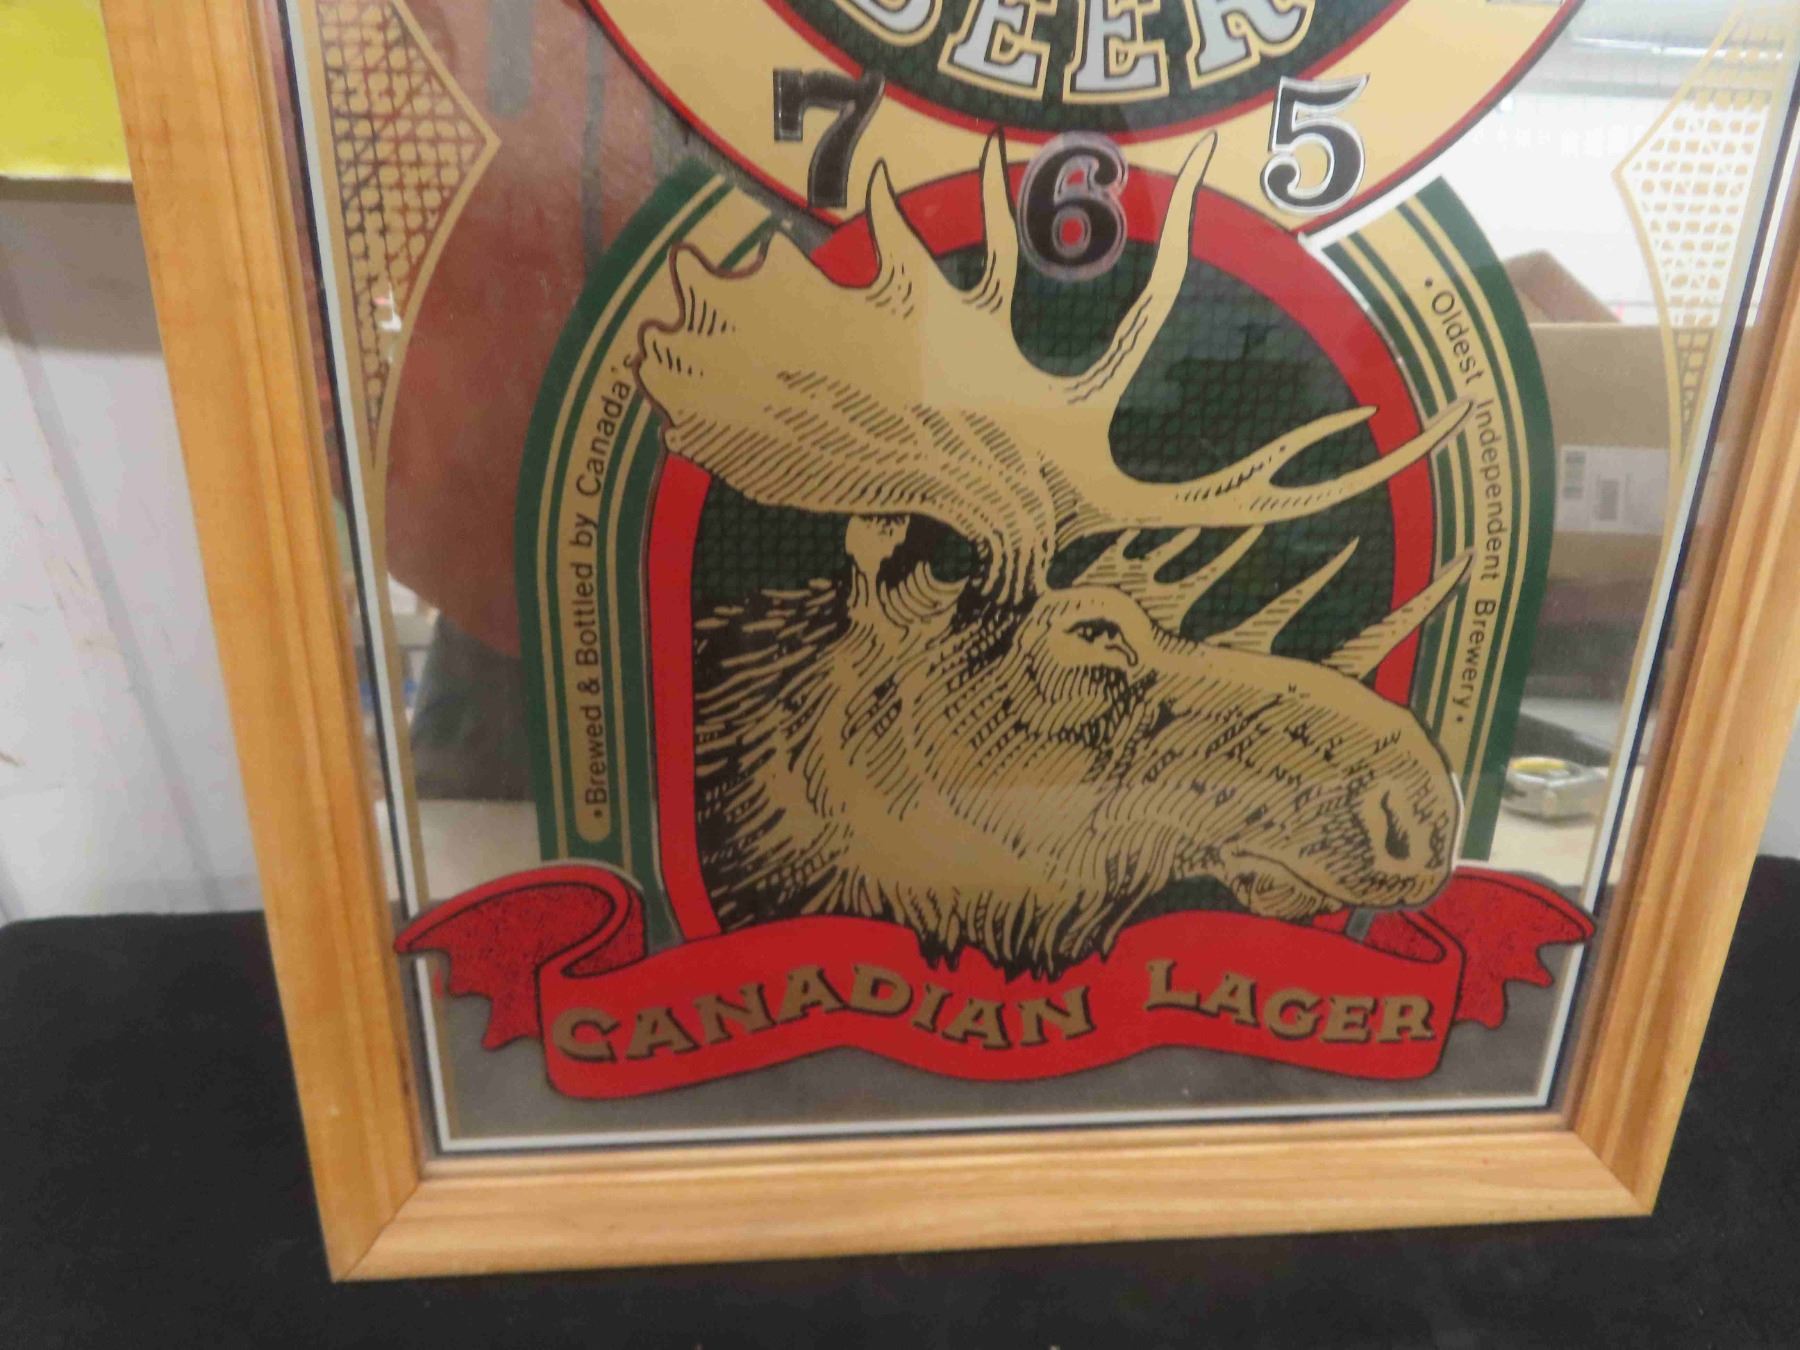 BEER
7 6 5
·Brewed & Bottled by Canada's
·Oldest Independent Brewery·
CANADIAN LAGER